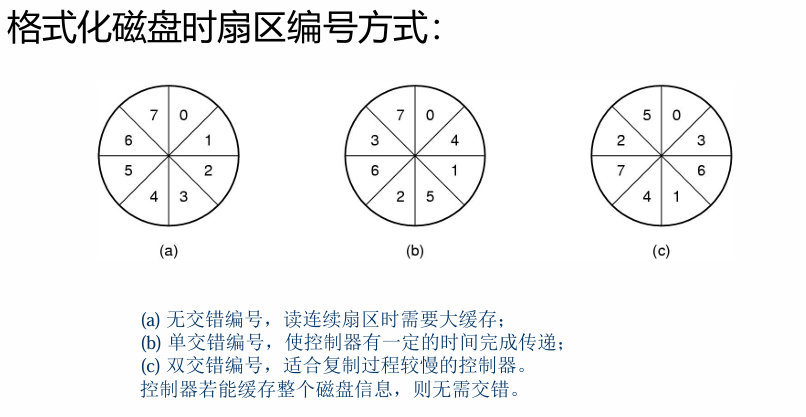 格式化磁盘时扇区编号方式：
7 0 7 0 5 0
6 1 3 4 2 3
5 2 6 1 7 6
4 3 2 5 4 1
(a) (b) (c)
(a) 无交错编号，读连续扇区时需要大缓存；
(b) 单交错编号，使控制器有一定的时间完成传递；
(c) 双交错编号，适合复制过程较慢的控制器。
控制器若能缓存整个磁盘信息，则无需交错。